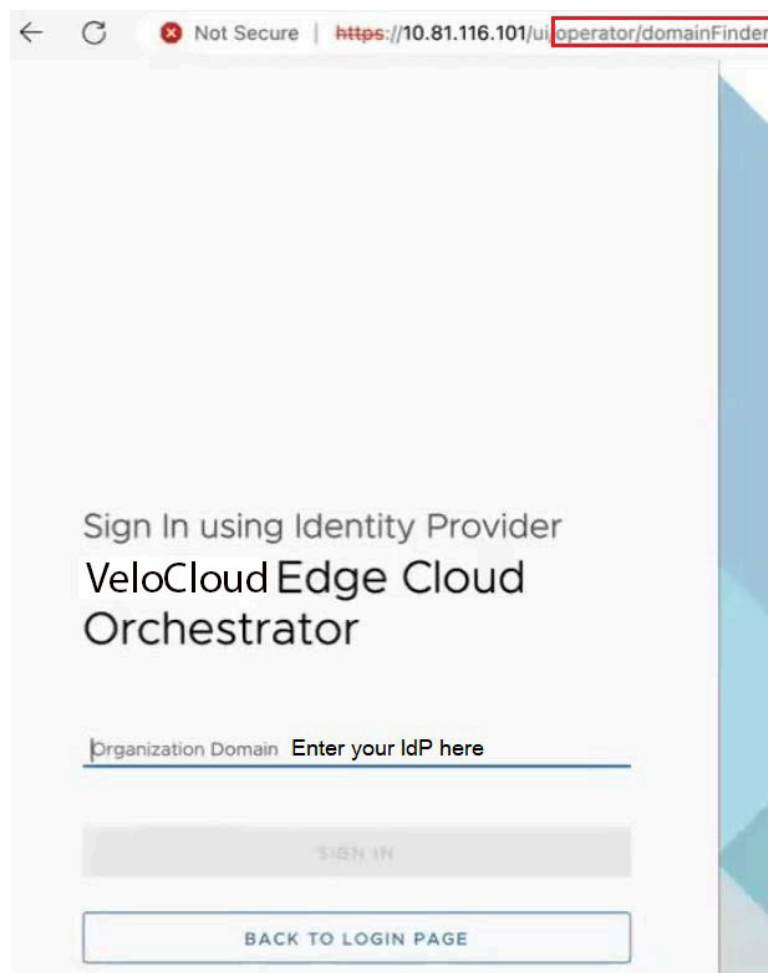 Not Secure | https://10.81.116.101/ui/operator/domainFinder
Sign In using Identity Provider
VeloCloud Edge Cloud
Orchestrator
Organization Domain Enter your IdP here
SIGN IN
BACK TO LOGIN PAGE